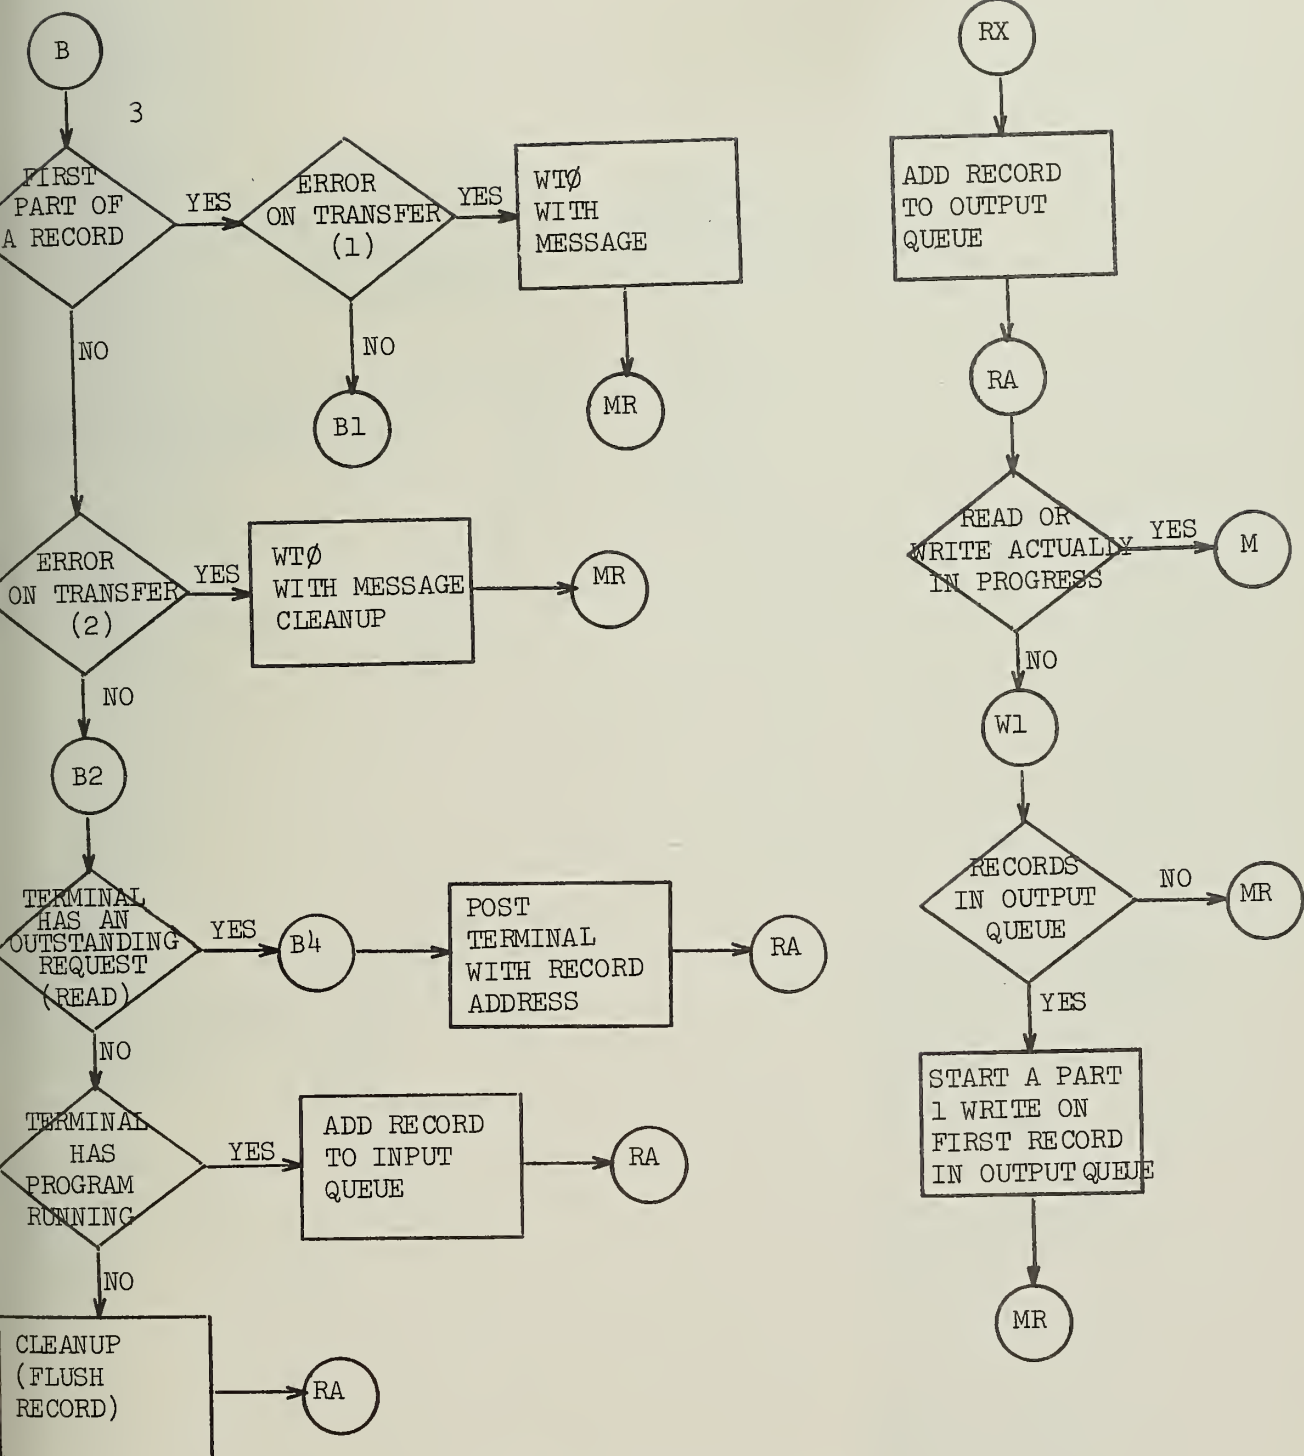 B
3
FIRST
PART OF
A RECORD
YES
ERROR
ON TRANSFER
(1)
YES
WTØ
WITH
MESSAGE
NO
NO
B1
MR
ERROR
ON TRANSFER
(2)
YES
WTØ
WITH MESSAGE
CLEANUP
MR
NO
B2
TERMINAL
HAS AN
OUTSTANDING
REQUEST
(READ)
YES
B4
POST
TERMINAL
WITH RECORD
ADDRESS
RA
NO
TERMINAL
HAS
PROGRAM
RUNNING
YES
ADD RECORD
TO INPUT
QUEUE
RA
NO
CLEANUP
(FLUSH
RECORD)
RA
RX
ADD RECORD
TO OUTPUT
QUEUE
RA
READ OR
WRITE ACTUALLY
IN PROGRESS
YES
M
NO
W1
RECORDS
IN OUTPUT
QUEUE
NO
MR
YES
START A PART
1 WRITE ON
FIRST RECORD
IN OUTPUT QUEUE
MR